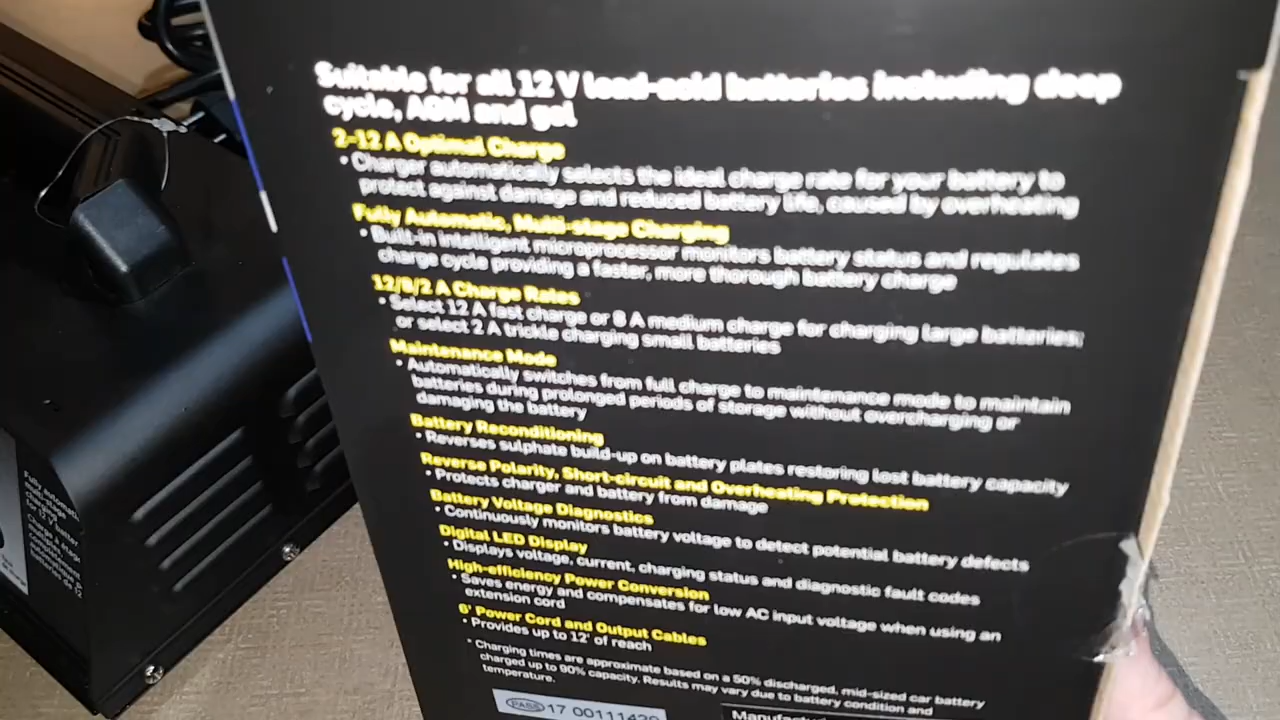 Suitable for all 12 V lead-acid batteries including deep
cycle, AGM and gel
2-12 A Optimal Charge
• Charger automatically selects the ideal charge rate for your battery to
protect against damage and reduced battery life, caused by overheating
Fully Automatic, Multi-stage Charging
• Built-in intelligent microprocessor monitors battery status and regulates
charge cycle providing a faster, more thorough battery charge
12/8/2 A Charge Rates
• Select 12 A fast charge or 8 A medium charge for charging large batteries;
or select 2 A trickle charging small batteries
Maintenance Mode
• Automatically switches from full charge to maintenance mode to maintain
batteries during prolonged periods of storage without overcharging or
damaging the battery
Battery Reconditioning
• Reverses sulphate build-up on battery plates restoring lost battery capacity
Reverse Polarity, Short-circuit and Overheating Protection
• Protects charger and battery from damage
Battery Voltage Diagnostics
• Continuously monitors battery voltage to detect potential battery defects
Digital LED Display
• Displays voltage, current, charging status and diagnostic fault codes
High-efficiency Power Conversion
• Saves energy and compensates for low AC input voltage when using an
extension cord
6' Power Cord and Output Cables
• Provides up to 12' of reach
* Charging times are approximate based on a 50% discharged, mid-sized car battery
charged up to 90% capacity. Results may vary due to battery condition and
temperature.
PASS 17 00111429
Fully automatic